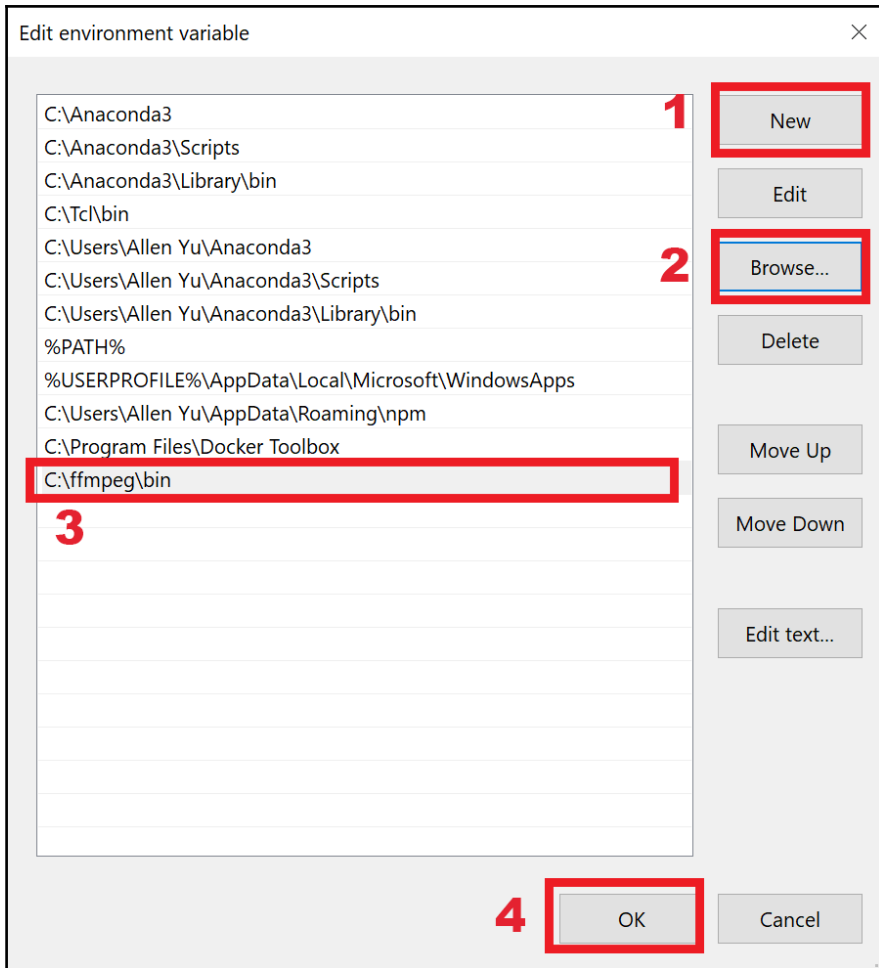 Edit environment variable
C:\Anaconda3
1
New
C:\Anaconda3\Scripts
C:\Anaconda3\Library\bin
Edit
C:\Tcl\bin
C:\Users\Allen Yu\Anaconda3
2
Browse...
C:\Users\Allen Yu\Anaconda3\Scripts
C:\Users\Allen Yu\Anaconda3\Library\bin
%PATH%
Delete
%USERPROFILE%\AppData\Local\Microsoft\WindowsApps
C:\Users\Allen Yu\AppData\Roaming\npm
C:\Program Files\Docker Toolbox
Move Up
C:\ffmpeg\bin
3
Move Down
Edit text...
4
OK
Cancel